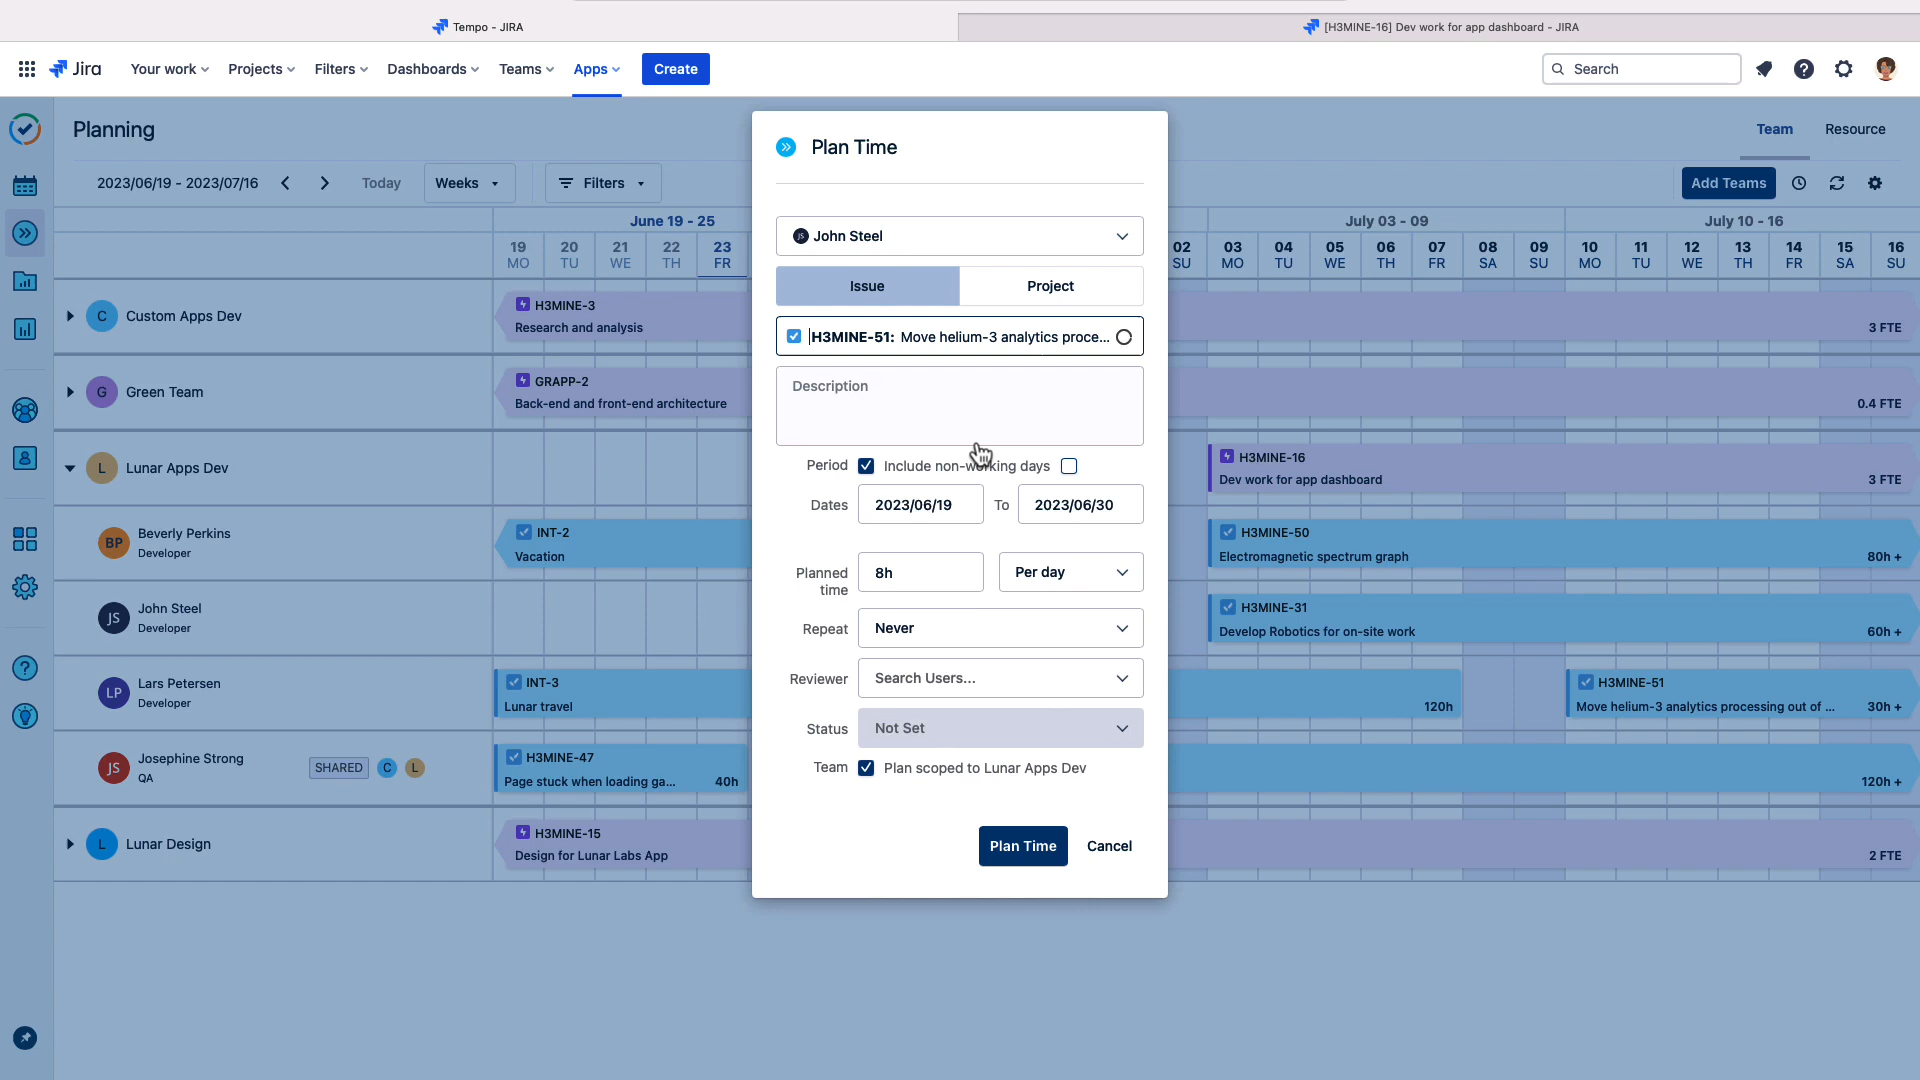 Tempo - JIRA
[H3MINE-16] Dev work for app dashboard - JIRA
Jira Your work Projects Filters Dashboards Teams Apps Create Search
Planning
Team Resource
2023/06/19 - 2023/07/16 Today Weeks Filters
Add Teams
June 19 - 25 July 03 - 09 July 10 - 16
19 20 21 22 23 02 03 04 05 06 07 08 09 10 11 12 13 14 15 16
MO TU WE TH FR SU MO TU WE TH FR SA SU MO TU WE TH FR SA SU
C Custom Apps Dev
H3MINE-3
Research and analysis
3 FTE
G Green Team
GRAPP-2
Back-end and front-end architecture
0.4 FTE
L Lunar Apps Dev
H3MINE-16
Dev work for app dashboard
3 FTE
BP Beverly Perkins
Developer
INT-2
Vacation
H3MINE-50
Electromagnetic spectrum graph
80h +
JS John Steel
Developer
H3MINE-31
Develop Robotics for on-site work
60h +
LP Lars Petersen
Developer
INT-3
Lunar travel
120h
H3MINE-51
Move helium-3 analytics processing out of ...
30h +
JS Josephine Strong
QA
SHARED C L
H3MINE-47
Page stuck when loading ga...
40h
120h +
L Lunar Design
H3MINE-15
Design for Lunar Labs App
2 FTE
Plan Time
JS John Steel
Issue Project
H3MINE-51: Move helium-3 analytics proce...
Description
Period Include non-working days
Dates 2023/06/19 To 2023/06/30
Planned time 8h Per day
Repeat Never
Reviewer Search Users...
Status Not Set
Team Plan scoped to Lunar Apps Dev
Plan Time Cancel